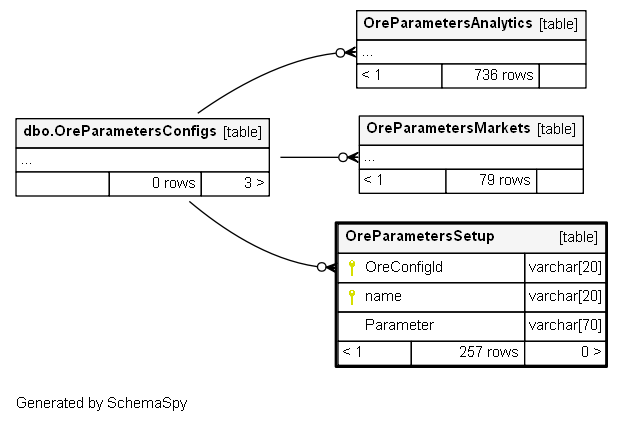 OreParametersAnalytics [table]
...
< 1 736 rows
dbo.OreParametersConfigs [table]
...
0 rows 3 >
OreParametersMarkets [table]
...
< 1 79 rows
OreParametersSetup [table]
OreConfigId varchar[20]
name varchar[20]
Parameter varchar[70]
< 1 257 rows 0 >
Generated by SchemaSpy